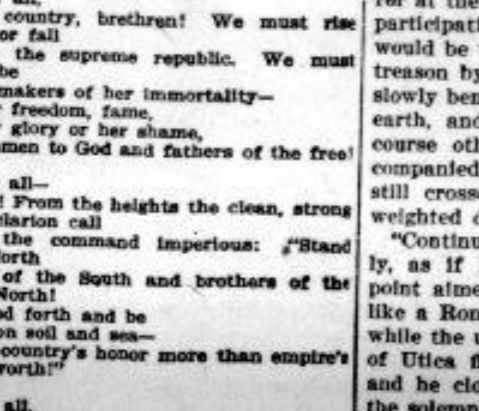 country, brethren! We must rise
or fall
the supreme republic. We must
be
makers of her immortality—
freedom, fame,
glory or her shame,
men to God and fathers of the free!
all—
! From the heights the clean, strong
clarion call
the command imperious: "Stand
forth
of the South and brothers of the
North!
forth and be
on soil and sea—
country's honor more than empire's
worth!"
all.
participati
would be
treason by
slowly ben
earth, and
course oth
companied
still cross
weighted d
"Continu
ly, as if
point aime
like a Ron
while the u
of Utica fl
and he clo
the solemn